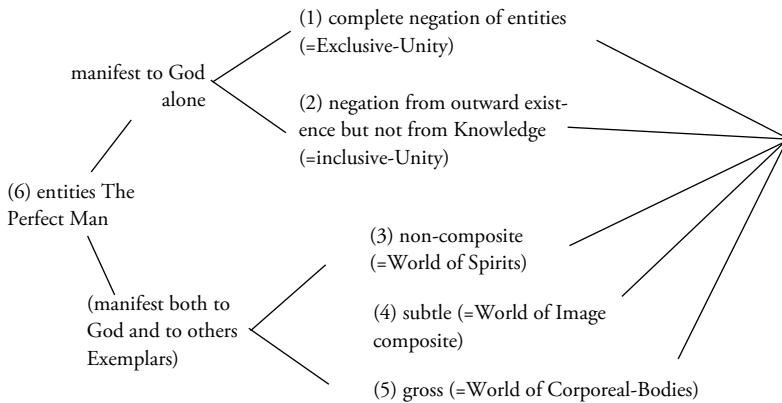 (1) complete negation of entities
(=Exclusive-Unity)
manifest to God
alone
(2) negation from outward exist-
ence but not from Knowledge
(=inclusive-Unity)
(6) entities The
Perfect Man
(3) non-composite
(=World of Spirits)
(manifest both to
God and to others
Exemplars)
(4) subtle (=World of Image
composite)
(5) gross (=World of Corporeal-Bodies)